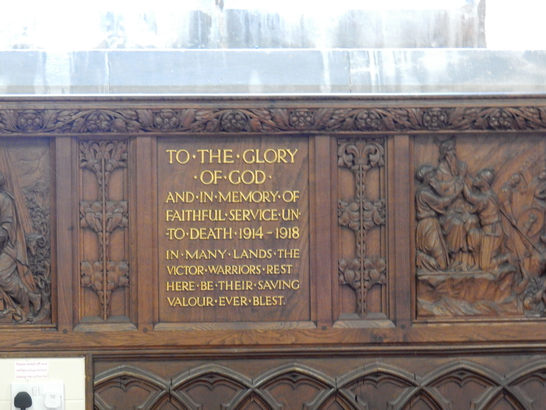 TO·THE·GLORY
·OF·GOD·
AND·IN·MEMORY·OF
FAITHFUL·SERVICE·UN
·TO·DEATH·1914-1918
IN·MANY·LANDS·THE
VICTOR·WARRIORS·REST
HERE·BE·THEIR·SAVING
VALOUR·EVER·BLEST.